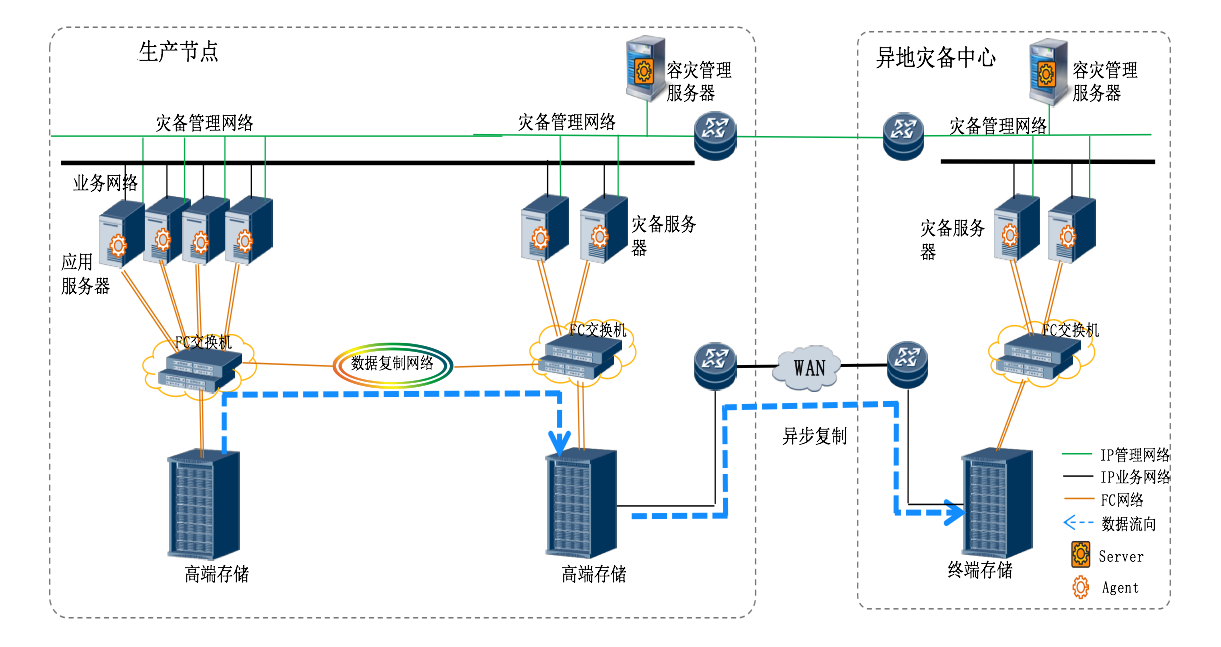 生产节点
容灾管理
服务器
异地灾备中心
容灾管理
服务器
灾备管理网络
灾备管理网络
灾备管理网络
业务网络
应用
服务器
灾备服务
器
灾备服务
器
FC交换机
FC交换机
FC交换机
数据复制网络
WAN
异步复制
高端存储
高端存储
终端存储
IP管理网络
IP业务网络
FC网络
数据流向
Server
Agent